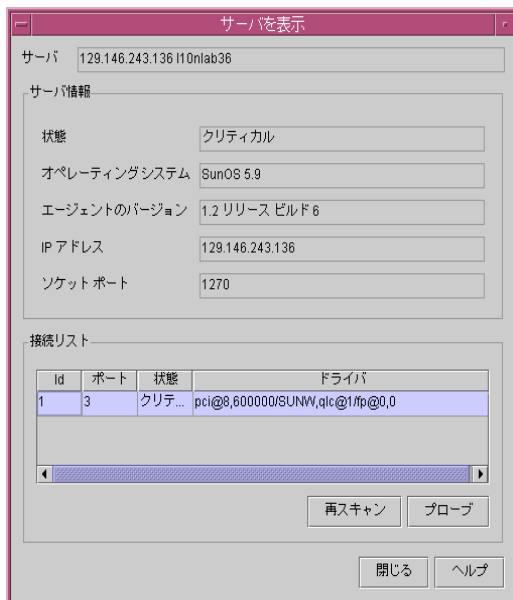 サーバを表示
サーバ 129.146.243.136 l10nlab36
サーバ情報
状態 クリティカル
オペレーティングシステム SunOS 5.9
エージェントのバージョン 1.2 リリース ビルド 6
IP アドレス 129.146.243.136
ソケット ポート 1270
接続リスト
Id ポート 状態 ドライバ
1 3 クリテ... pci@8,600000/SUNW,qlc@1/fp@0,0
再スキャン プローブ
閉じる ヘルプ